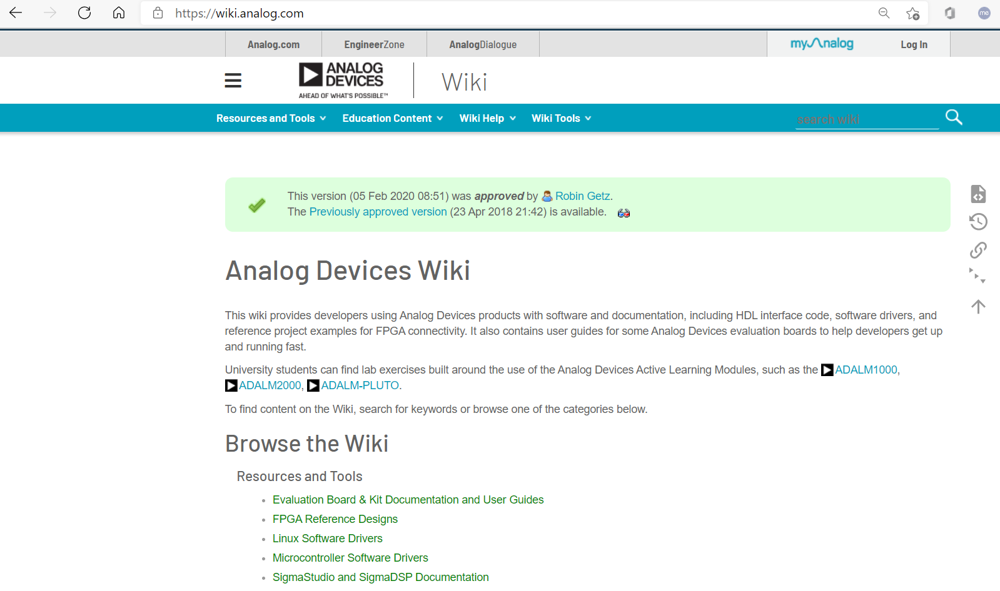 https://wiki.analog.com
me
Analog.com EngineerZone AnalogDialogue myAnalog Log In
ANALOG
DEVICES
AHEAD OF WHAT'S POSSIBLE™
Wiki
Resources and Tools Education Content Wiki Help Wiki Tools search wiki
This version (05 Feb 2020 08:51) was approved by Robin Getz.
The Previously approved version (23 Apr 2018 21:42) is available.
Analog Devices Wiki
This wiki provides developers using Analog Devices products with software and documentation, including HDL interface code, software drivers, and
reference project examples for FPGA connectivity. It also contains user guides for some Analog Devices evaluation boards to help developers get up
and running fast.
University students can find lab exercises built around the use of the Analog Devices Active Learning Modules, such as the ADALM1000,
ADALM2000, ADALM-PLUTO.
To find content on the Wiki, search for keywords or browse one of the categories below.
Browse the Wiki
Resources and Tools
Evaluation Board & Kit Documentation and User Guides
FPGA Reference Designs
Linux Software Drivers
Microcontroller Software Drivers
SigmaStudio and SigmaDSP Documentation